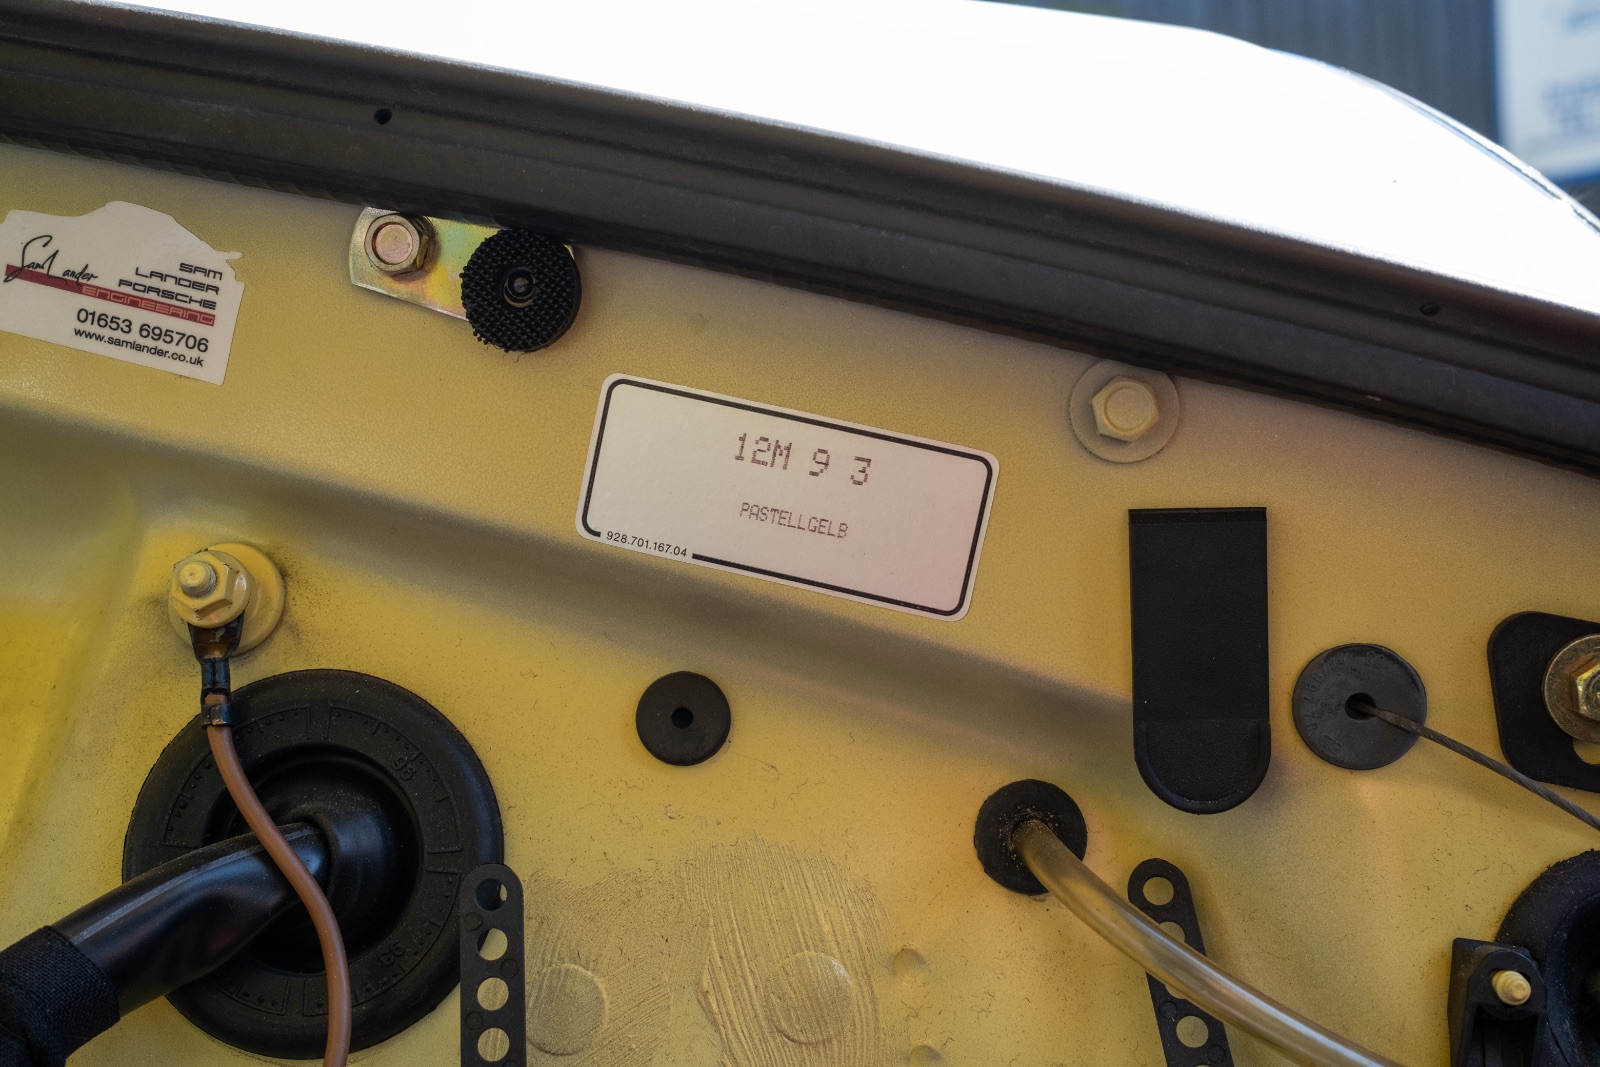 Sam Lander
SAM
LANDER
PORSCHE
ENGINEERING
01653 695706
www.samlander.co.uk
12M 9 3
PASTELLGELB
928.701.167.04
96